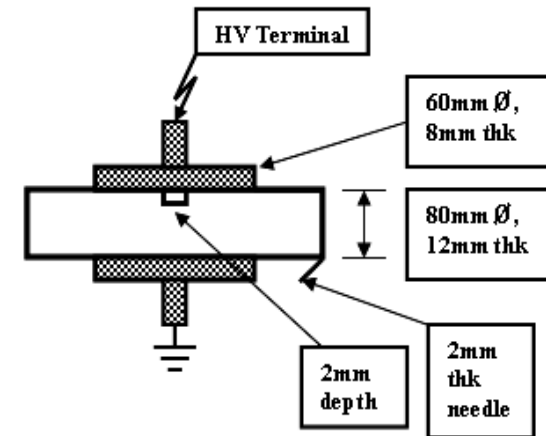 HV Terminal
60mm Ø,
8mm thk
80mm Ø,
12mm thk
2mm
depth
2mm
thk
needle